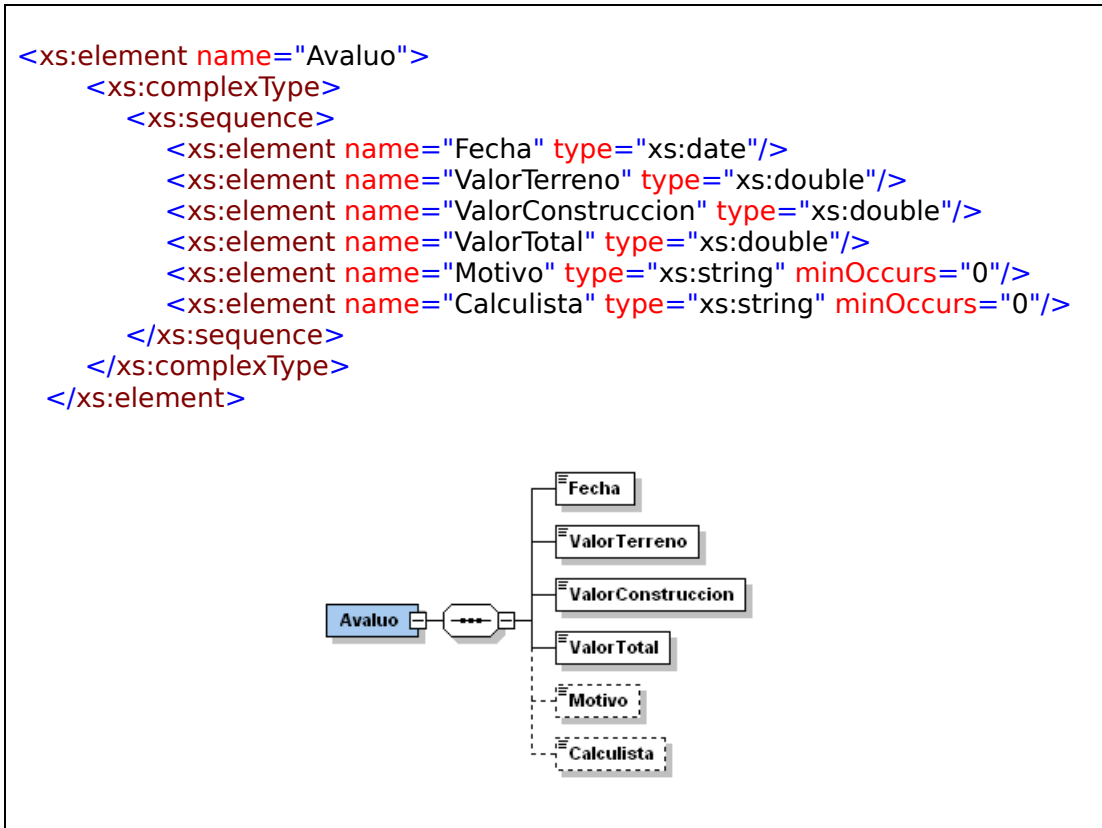 <xs:element name="Avaluo">
<xs:complexType>
<xs:sequence>
<xs:element name="Fecha" type="xs:date"/>
<xs:element name="ValorTerreno" type="xs:double"/>
<xs:element name="ValorConstruccion" type="xs:double"/>
<xs:element name="ValorTotal" type="xs:double"/>
<xs:element name="Motivo" type="xs:string" minOccurs="0"/>
<xs:element name="Calculista" type="xs:string" minOccurs="0"/>
</xs:sequence>
</xs:complexType>
</xs:element>
Avaluo
Fecha
ValorTerreno
ValorConstruccion
ValorTotal
Motivo
Calculista